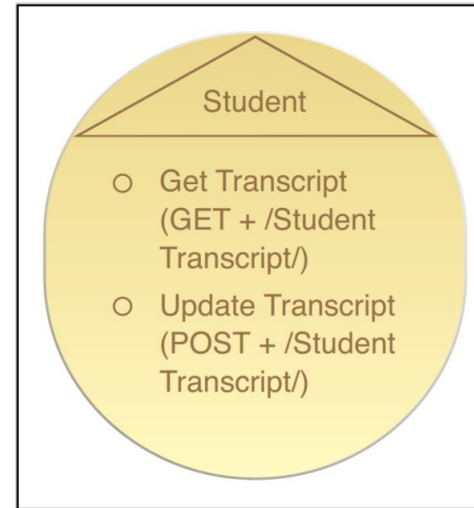 Student
○ Get Transcript
(GET + /Student
Transcript/)
○ Update Transcript
(POST + /Student
Transcript/)